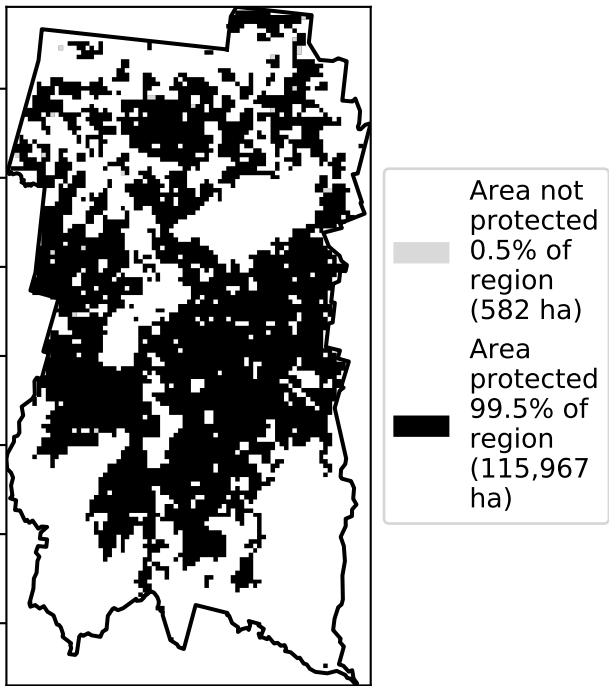 Area not
protected
0.5% of
region
(582 ha)
Area
protected
99.5% of
region
(115,967
ha)